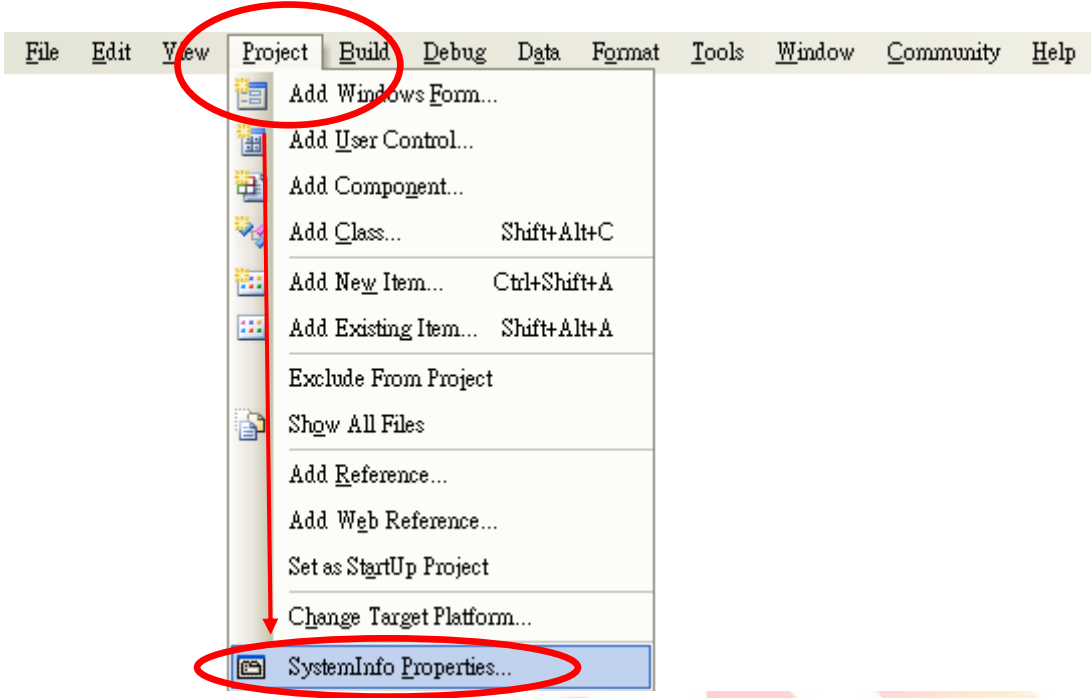 File Edit View Project Build Debug Data Format Tools Window Community Help
Add Windows Form...
Add User Control...
Add Component...
Add Class... Shift+Alt+C
Add New Item... Ctrl+Shift+A
Add Existing Item... Shift+Alt+A
Exclude From Project
Show All Files
Add Reference...
Add Web Reference...
Set as StartUp Project
Change Target Platform...
SystemInfo Properties...